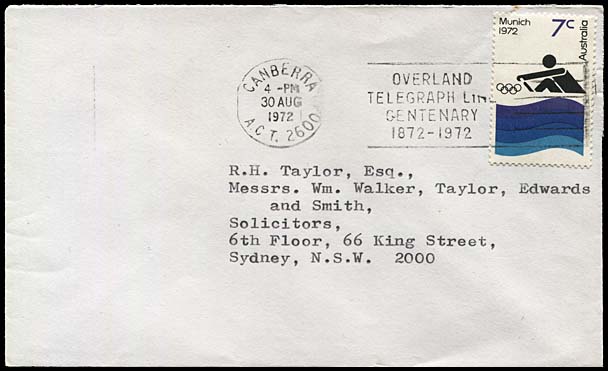 Munich
1972
7c
Australia
CANBERRA
4 -PM
30 AUG
1972
A.C.T. 2600
OVERLAND
TELEGRAPH LINE
CENTENARY
1872-1972
R.H. Taylor, Esq.,
Messrs. Wm. Walker, Taylor, Edwards
and Smith,
Solicitors,
6th Floor, 66 King Street,
Sydney, N.S.W. 2000